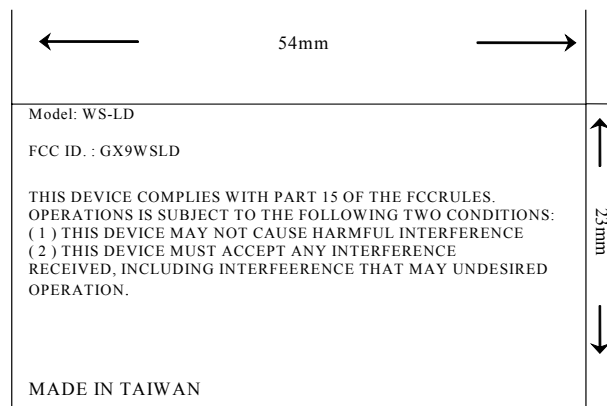 54mm
Model: WS-LD
FCC ID. : GX9WSLD
THIS DEVICE COMPLIES WITH PART 15 OF THE FCCRULES.
OPERATIONS IS SUBJECT TO THE FOLLOWING TWO CONDITIONS:
( 1 ) THIS DEVICE MAY NOT CAUSE HARMFUL INTERFERENCE
( 2 ) THIS DEVICE MUST ACCEPT ANY INTERFERENCE
RECEIVED, INCLUDING INTERFEERENCE THAT MAY UNDESIRED
OPERATION.
23mm
MADE IN TAIWAN